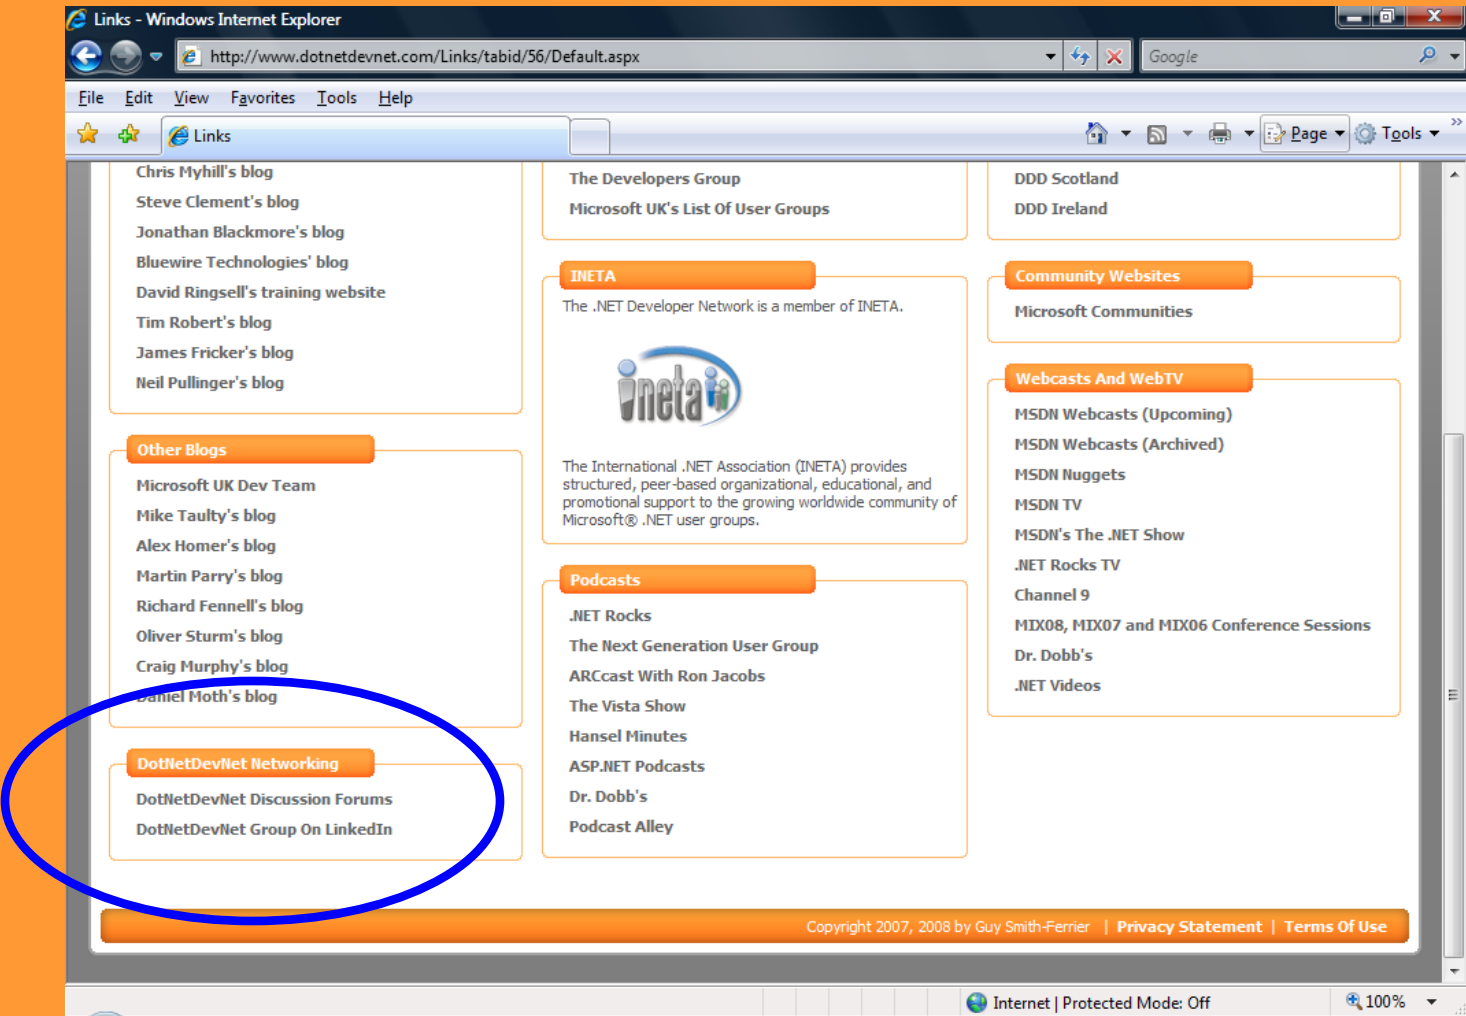 Links - Windows Internet Explorer
http://www.dotnetdevnet.com/Links/tabid/56/Default.aspx
Google
File Edit View Favorites Tools Help
Links
Page
Tools
Chris Myhill's blog
Steve Clement's blog
Jonathan Blackmore's blog
Bluewire Technologies' blog
David Ringsell's training website
Tim Robert's blog
James Fricker's blog
Neil Pullinger's blog
Other Blogs
Microsoft UK Dev Team
Mike Taulty's blog
Alex Homer's blog
Martin Parry's blog
Richard Fennell's blog
Oliver Sturm's blog
Craig Murphy's blog
Daniel Moth's blog
DotNetDevNet Networking
DotNetDevNet Discussion Forums
DotNetDevNet Group On LinkedIn
The Developers Group
Microsoft UK's List Of User Groups
INETA
The .NET Developer Network is a member of INETA.
ineta
The International .NET Association (INETA) provides
structured, peer-based organizational, educational, and
promotional support to the growing worldwide community of
Microsoft® .NET user groups.
Podcasts
.NET Rocks
The Next Generation User Group
ARCcast With Ron Jacobs
The Vista Show
Hansel Minutes
ASP.NET Podcasts
Dr. Dobb's
Podcast Alley
DDD Scotland
DDD Ireland
Community Websites
Microsoft Communities
Webcasts And WebTV
MSDN Webcasts (Upcoming)
MSDN Webcasts (Archived)
MSDN Nuggets
MSDN TV
MSDN's The .NET Show
.NET Rocks TV
Channel 9
MIX08, MIX07 and MIX06 Conference Sessions
Dr. Dobb's
.NET Videos
Copyright 2007, 2008 by Guy Smith-Ferrier | Privacy Statement | Terms Of Use
Internet | Protected Mode: Off
100%